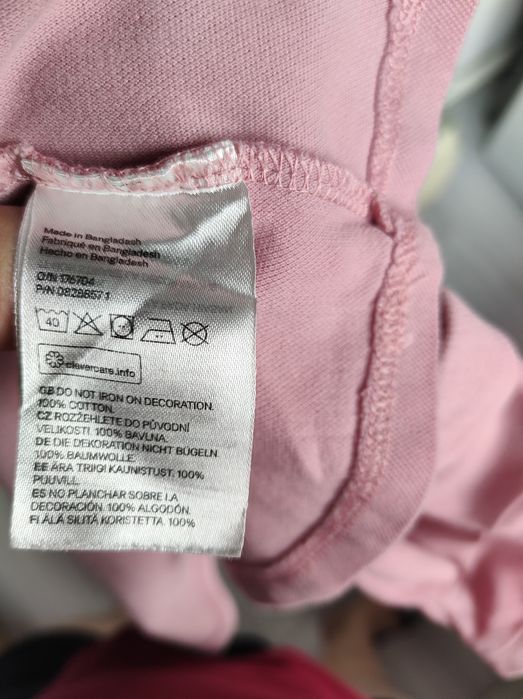 Made in Bangladesh
Fabriqué en Bangladesh
Hecho en Bangladesh
O/N 176704
P/N 08288571
40
clevercare.info
GB DO NOT IRON ON DECORATION.
100% COTTON.
CZ ROZŽEHLETE DO PŮVODNÍ
VELIKOSTI. 100% BAVLNA.
DE DIE DEKORATION NICHT BÜGELN
100% BAUMWOLLE.
EE ÄRA TRIIGI KAUNISTUST. 100%
PUUVILL.
ES NO PLANCHAR SOBRE LA
DECORACIÓN. 100% ALGODÓN.
FI ÄLÄ SILITÄ KORISTETTA. 100%